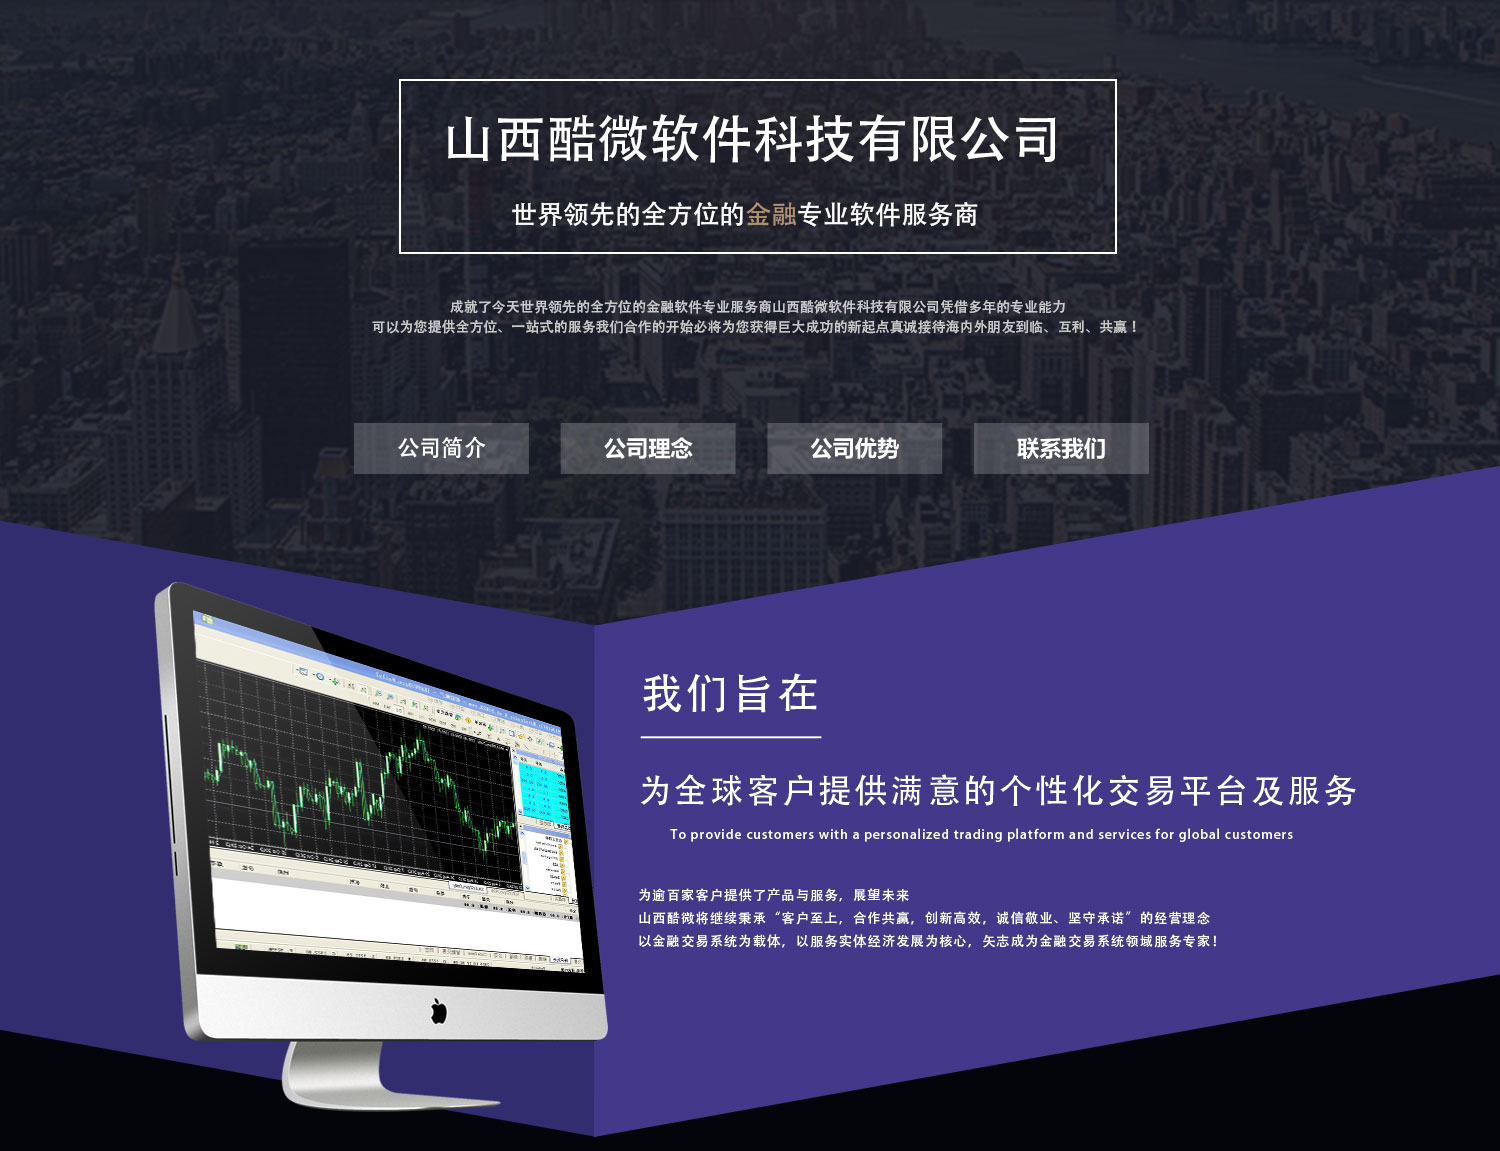 山西酷微软件科技有限公司
世界领先的全方位的金融专业软件服务商
成就了今天世界领先的全方位的金融软件专业服务商山西酷微软件科技有限公司凭借多年的专业能力
可以为您提供全方位、一站式的服务我们合作的开始必将为您获得巨大成功的新起点真诚接待海内外朋友到临、互利、共赢！
公司简介
公司理念
公司优势
联系我们
我们旨在
为全球客户提供满意的个性化交易平台及服务
To provide customers with a personalized trading platform and services for global customers
为逾百家客户提供了产品与服务，展望未来
山西酷微将继续秉承“客户至上，合作共赢，创新高效，诚信敬业、坚守承诺”的经营理念
以金融交易系统为载体，以服务实体经济发展为核心，矢志成为金融交易系统领域服务专家！